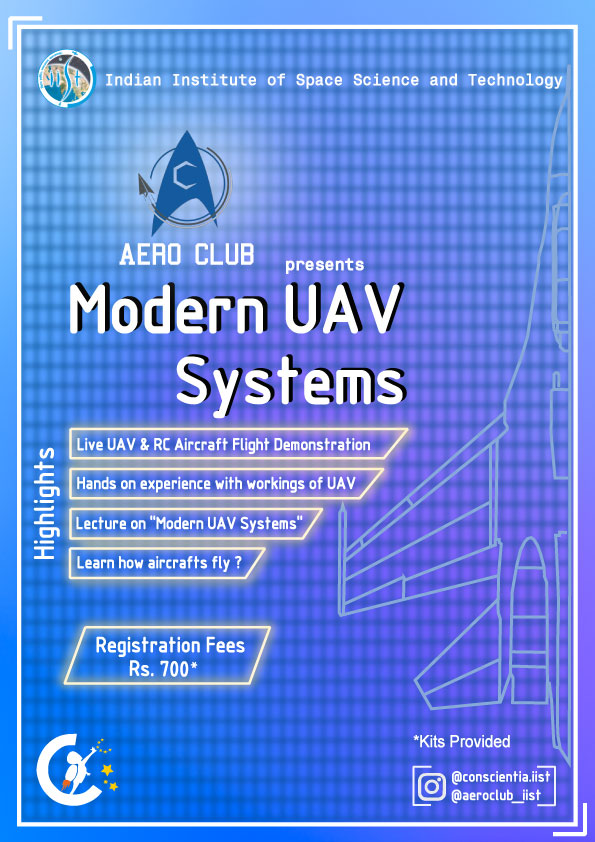 Indian Institute of Space Science and Technology
AERO CLUB
presents
Modern UAV
Systems
Highlights
Live UAV & RC Aircraft Flight Demonstration
Hands on experience with workings of UAV
Lecture on "Modern UAV Systems"
Learn how aircrafts fly ?
Registration Fees
Rs. 700*
*Kits Provided
@conscientia.iist
@aeroclub_iist